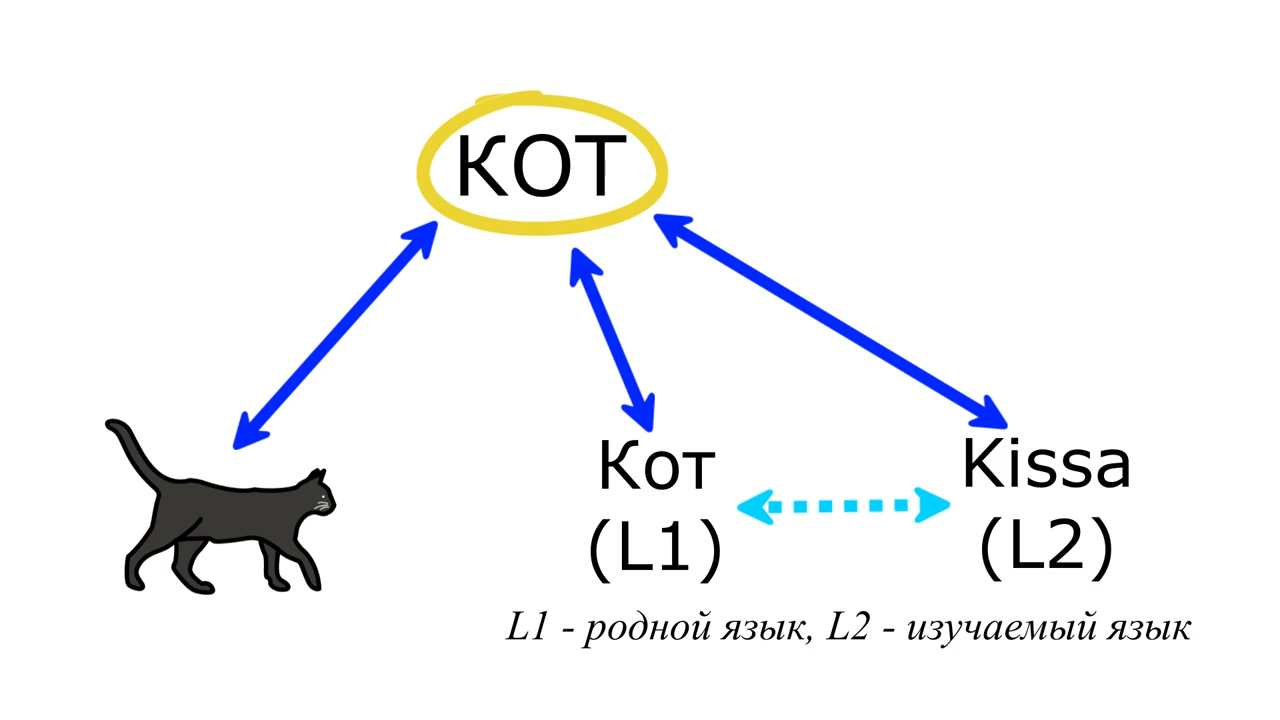 КОТ
Кот
(L1)
Kissa
(L2)
L1 - родной язык, L2 - изучаемый язык